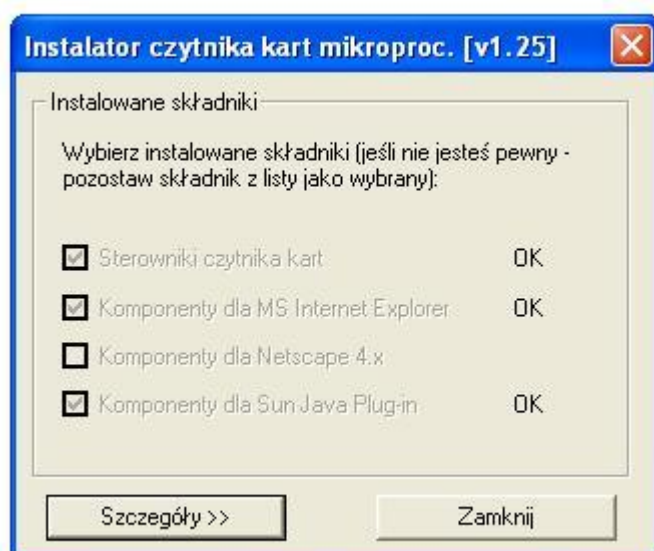 Instalator czytnika kart mikroproc. [v1.25]
Instalowane składniki
Wybierz instalowane składniki (jeśli nie jesteś pewny -
pozostaw składnik z listy jako wybrany):
Sterowniki czytnika kart OK
Komponenty dla MS Internet Explorer OK
Komponenty dla Netscape 4.x
Komponenty dla Sun Java Plug-in OK
Szczegóły >> Zamknij